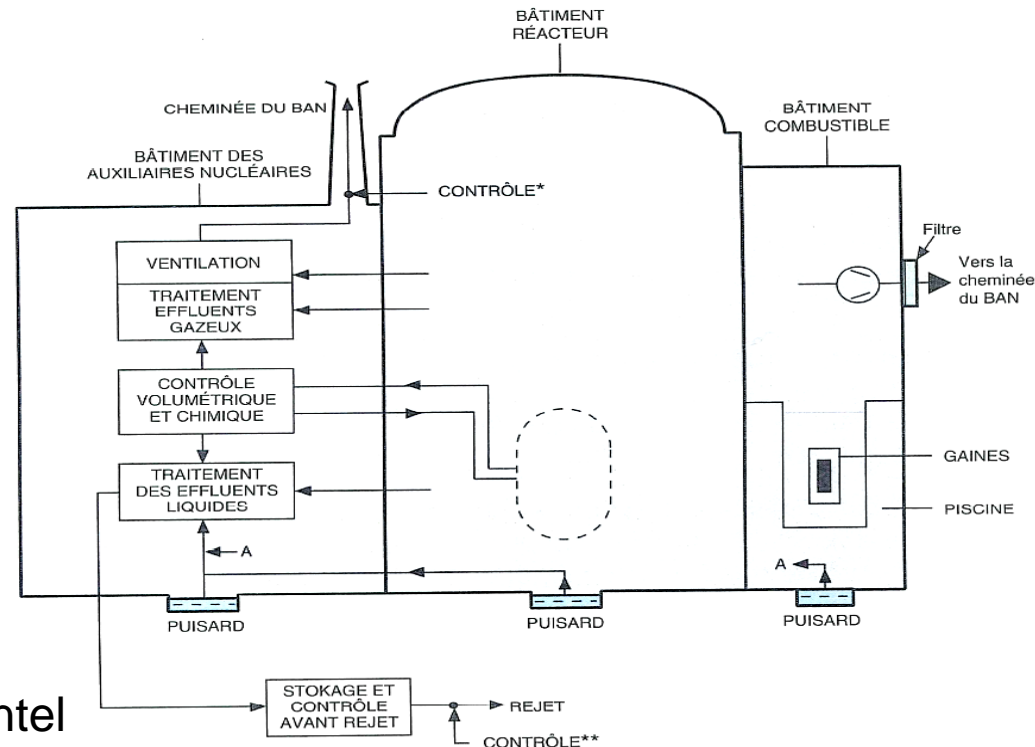 BÂTIMENT
RÉACTEUR
CHEMINÉE DU BAN
BÂTIMENT
COMBUSTIBLE
BÂTIMENT DES
AUXILIAIRES NUCLÉAIRES
CONTRÔLE*
Filtre
Vers la
cheminée
du BAN
VENTILATION
TRAITEMENT
EFFLUENTS
GAZEUX
CONTRÔLE
VOLUMÉTRIQUE
ET CHIMIQUE
TRAITEMENT
DES EFFLUENTS
LIQUIDES
GAINES
PISCINE
A
A
PUISARD
PUISARD
PUISARD
STOKAGE ET
CONTRÔLE
AVANT REJET
REJET
CONTRÔLE**
ntel